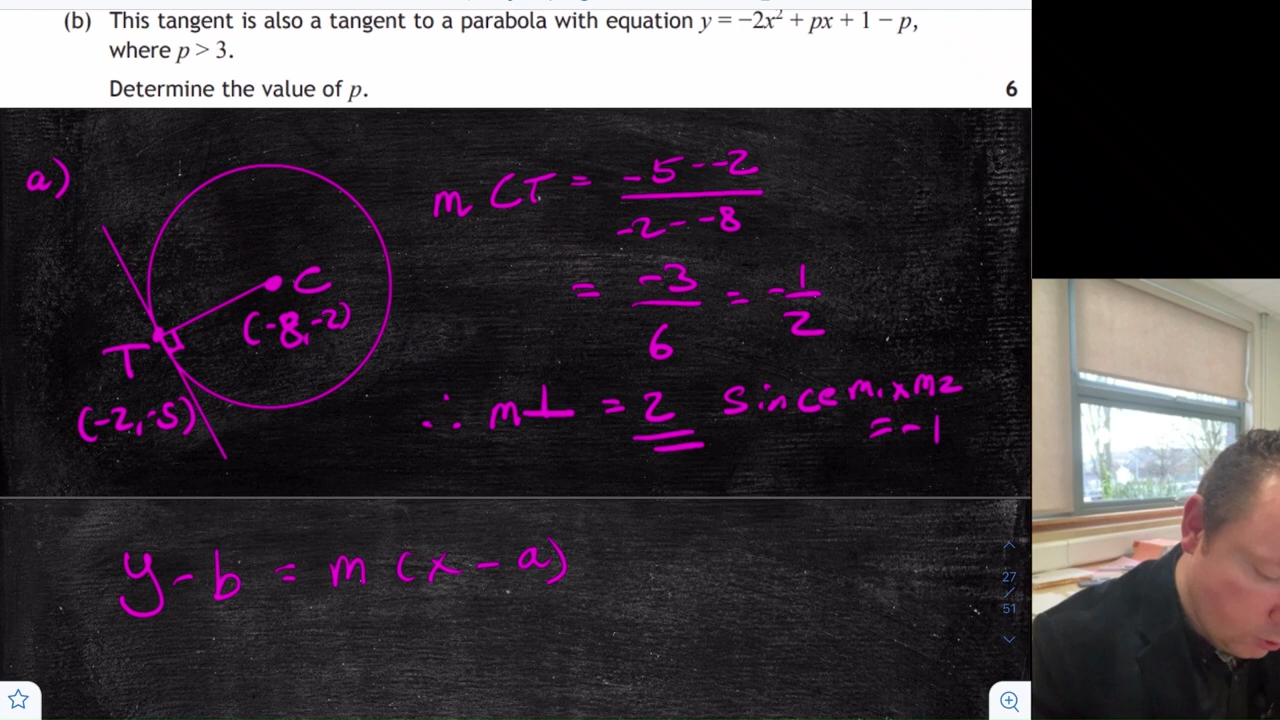 (b) This tangent is also a tangent to a parabola with equation y = −2x² + px + 1 − p,
where p > 3.
Determine the value of p.
6
a)
m CT = -5 - -2 / -2 - -8
= -3/6 = -1/2
C
(-8,-2)
T
(-2,-5)
∴ m⊥ = 2 since m₁ x m2
= -1
y - b = m (x - a)
27
/
51